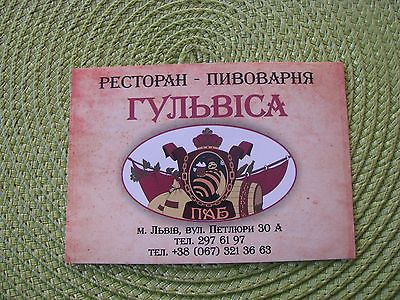 РЕСТОРАН - ПИВОВАРНЯ
ГУЛЬВІСА
ПАБ
М. ЛЬВІВ, ВУЛ. ПЕТЛЮРИ 30 А
ТЕЛ. 297 61 97
ТЕЛ. +38 (067) 321 36 63